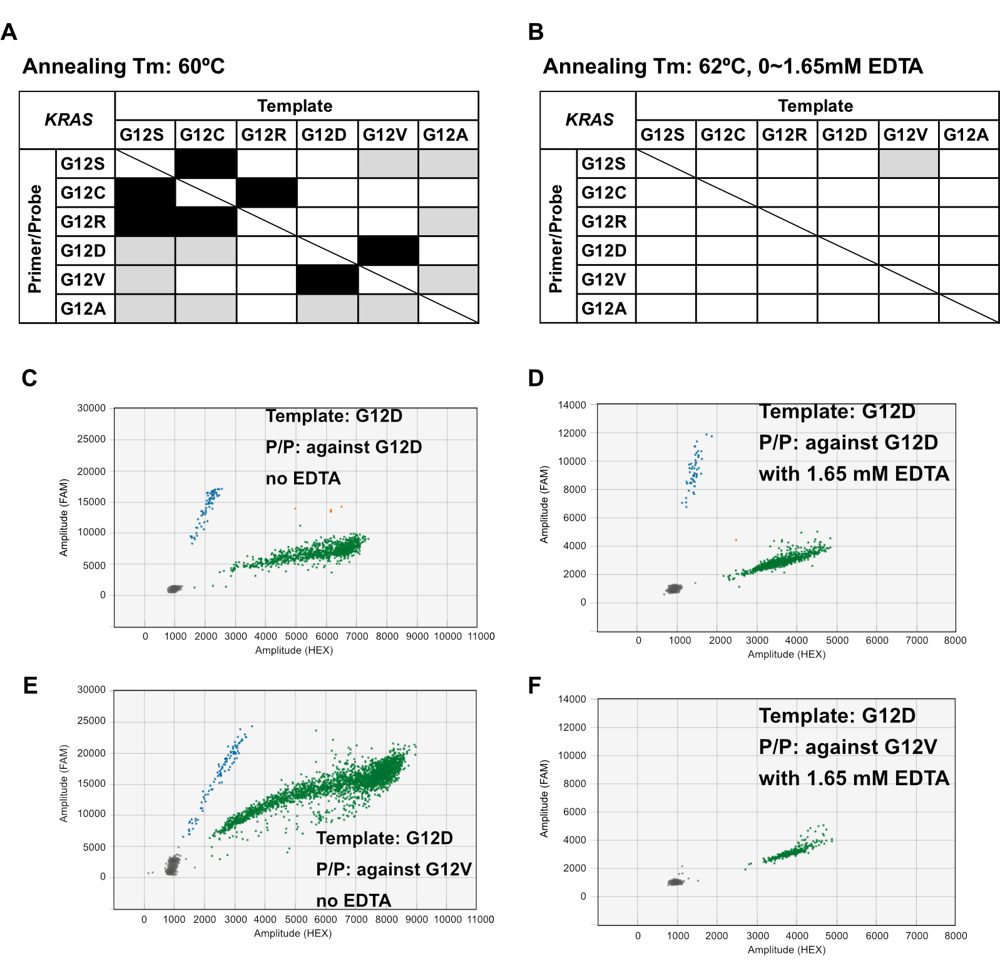 A
Annealing Tm: 60ºC
KRAS
Template
G12S G12C G12R G12D G12V G12A
Primer/Probe
G12S
G12C
G12R
G12D
G12V
G12A
B
Annealing Tm: 62ºC, 0~1.65mM EDTA
KRAS
Template
G12S G12C G12R G12D G12V G12A
Primer/Probe
G12S
G12C
G12R
G12D
G12V
G12A
C
Template: G12D
P/P: against G12D
no EDTA
Amplitude (FAM)
30000
25000
20000
15000
10000
5000
0
0 1000 2000 3000 4000 5000 6000 7000 8000 9000 10000 11000
Amplitude (HEX)
D
Template: G12D
P/P: against G12D
with 1.65 mM EDTA
Amplitude (FAM)
14000
12000
10000
8000
6000
4000
2000
0
0 1000 2000 3000 4000 5000 6000 7000 8000
Amplitude (HEX)
E
Amplitude (FAM)
30000
25000
20000
15000
10000
5000
0
Template: G12D
P/P: against G12V
no EDTA
0 1000 2000 3000 4000 5000 6000 7000 8000 9000 10000 11000
Amplitude (HEX)
F
Template: G12D
P/P: against G12V
with 1.65 mM EDTA
Amplitude (FAM)
14000
12000
10000
8000
6000
4000
2000
0
0 1000 2000 3000 4000 5000 6000 7000 8000
Amplitude (HEX)